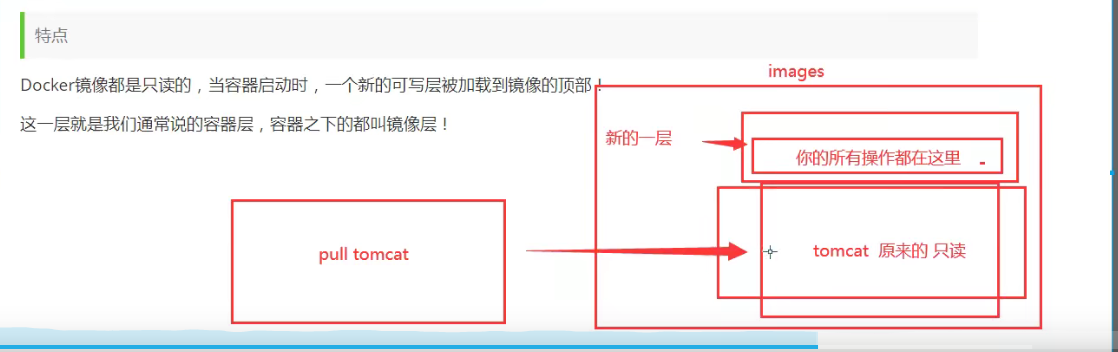 特点
Docker镜像都是只读的，当容器启动时，一个新的可写层被加载到镜像的顶部！
这一层就是我们通常说的容器层，容器之下的都叫镜像层！
images
新的一层
你的所有操作都在这里
pull tomcat
tomcat 原来的 只读